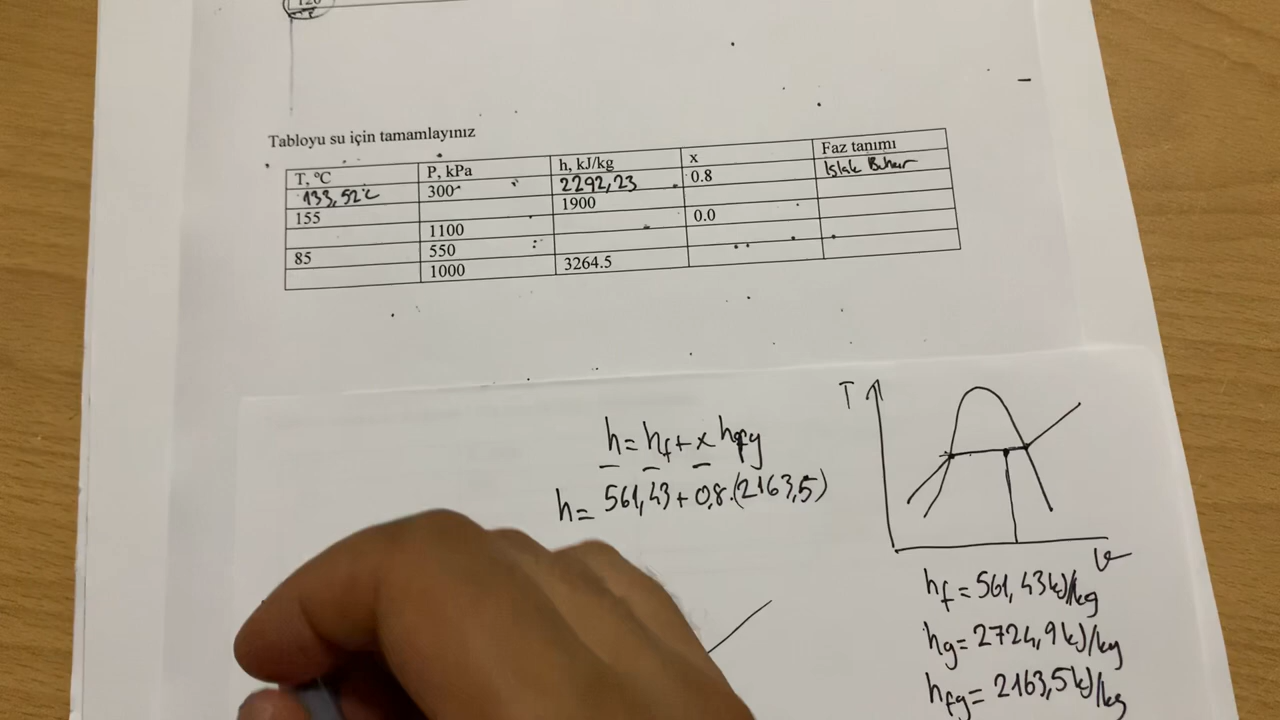 120
Tabloyu su için tamamlayınız
T, ºC P, kPa h, kJ/kg x Faz tanımı
133,52°C 300 2292,23 0.8 Islak Buhar
155 1900
1100 0.0
85 550
1000 3264.5
h = hf + x hfg
h = 561,43 + 0,8.(2163,5)
T
v
hf = 561,43 kJ/kg
hg = 2724,9 kJ/kg
hfg = 2163,5 kJ/kg